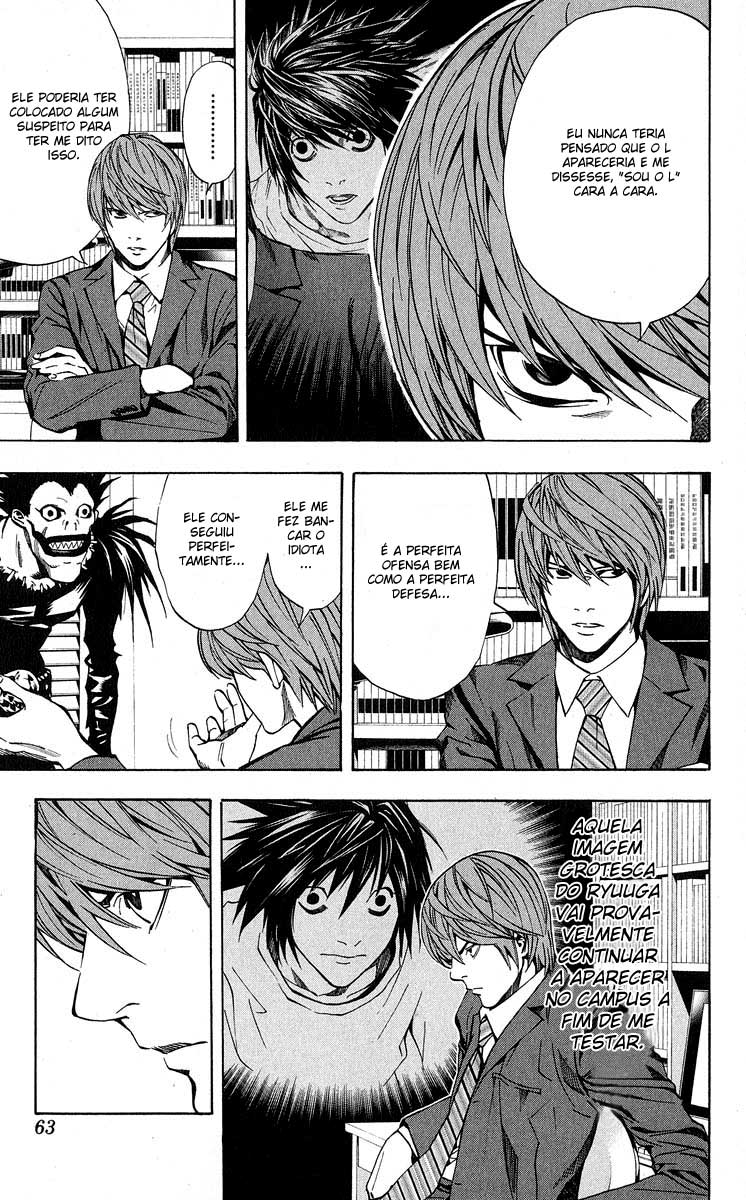 EU NUNCA TERIA
PENSADO QUE O L
APARECERIA E ME
DISSESSE, "SOU O L"
CARA A CARA.
.........
ELE PODERIA TER
COLOCADO ALGUM
SUSPEITO PARA
TER ME DITO
ISSO.
É A PERFEITA
OFENSA BEM
COMO A PERFEITA
DEFESA...
ELE ME
FEZ BAN-
CAR O
IDIOTA
...
ELE CON-
SEGUIU
PERFEI-
TAMENTE...
AQUELA
IMAGEM
GROTESCA
DO RYUUGA
VAI PROVA-
VELMENTE
CONTINUAR
A APARECER
NO CAMPUS A
FIM DE ME
TESTAR.
63